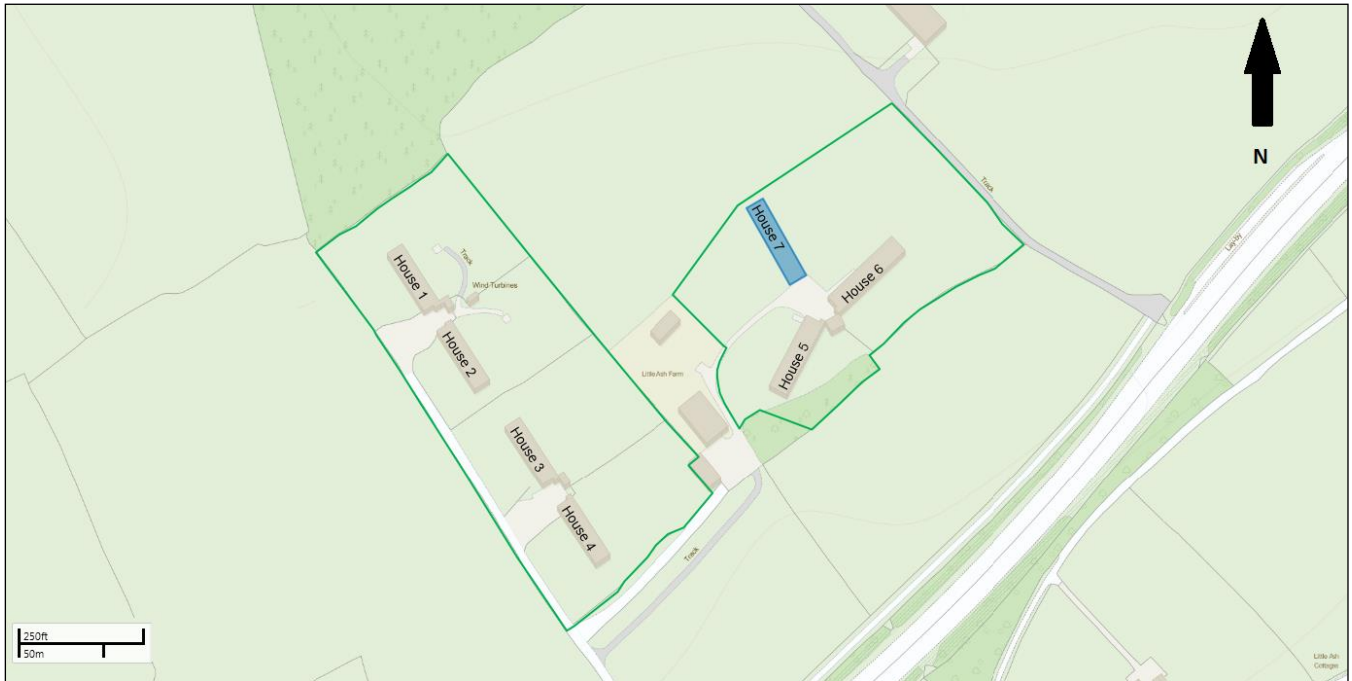 N
House 7
Track
Lay-by
House 6
Track
House 1
Wind Turbines
House 2
House 5
Little Ash Farm
House 3
House 4
Track
250ft
50m
Little Ash
Cottages